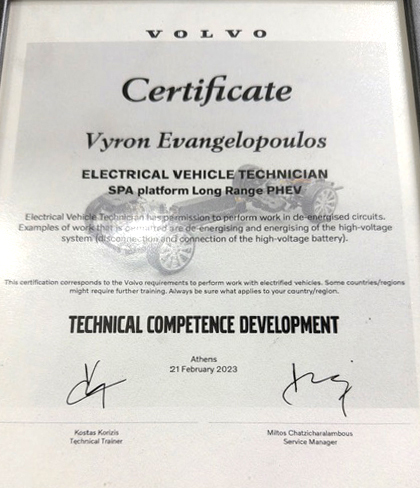 VOLVO
Certificate
Vyron Evangelopoulos
ELECTRICAL VEHICLE TECHNICIAN
SPA platform Long Range PHEV
Electrical Vehicle Technician has permission to perform work in de-energised circuits.
Examples of work that is permitted are de-energising and energising of the high-voltage
system (disconnection and connection of the high-voltage battery).
This certification corresponds to the Volvo requirements to perform work with electrified vehicles. Some countries/regions
might require further training. Always be sure what applies to your country/region.
TECHNICAL COMPETENCE DEVELOPMENT
Athens
21 February 2023
Kostas Korizis
Technical Trainer
Miltos Chatzicharalambous
Service Manager